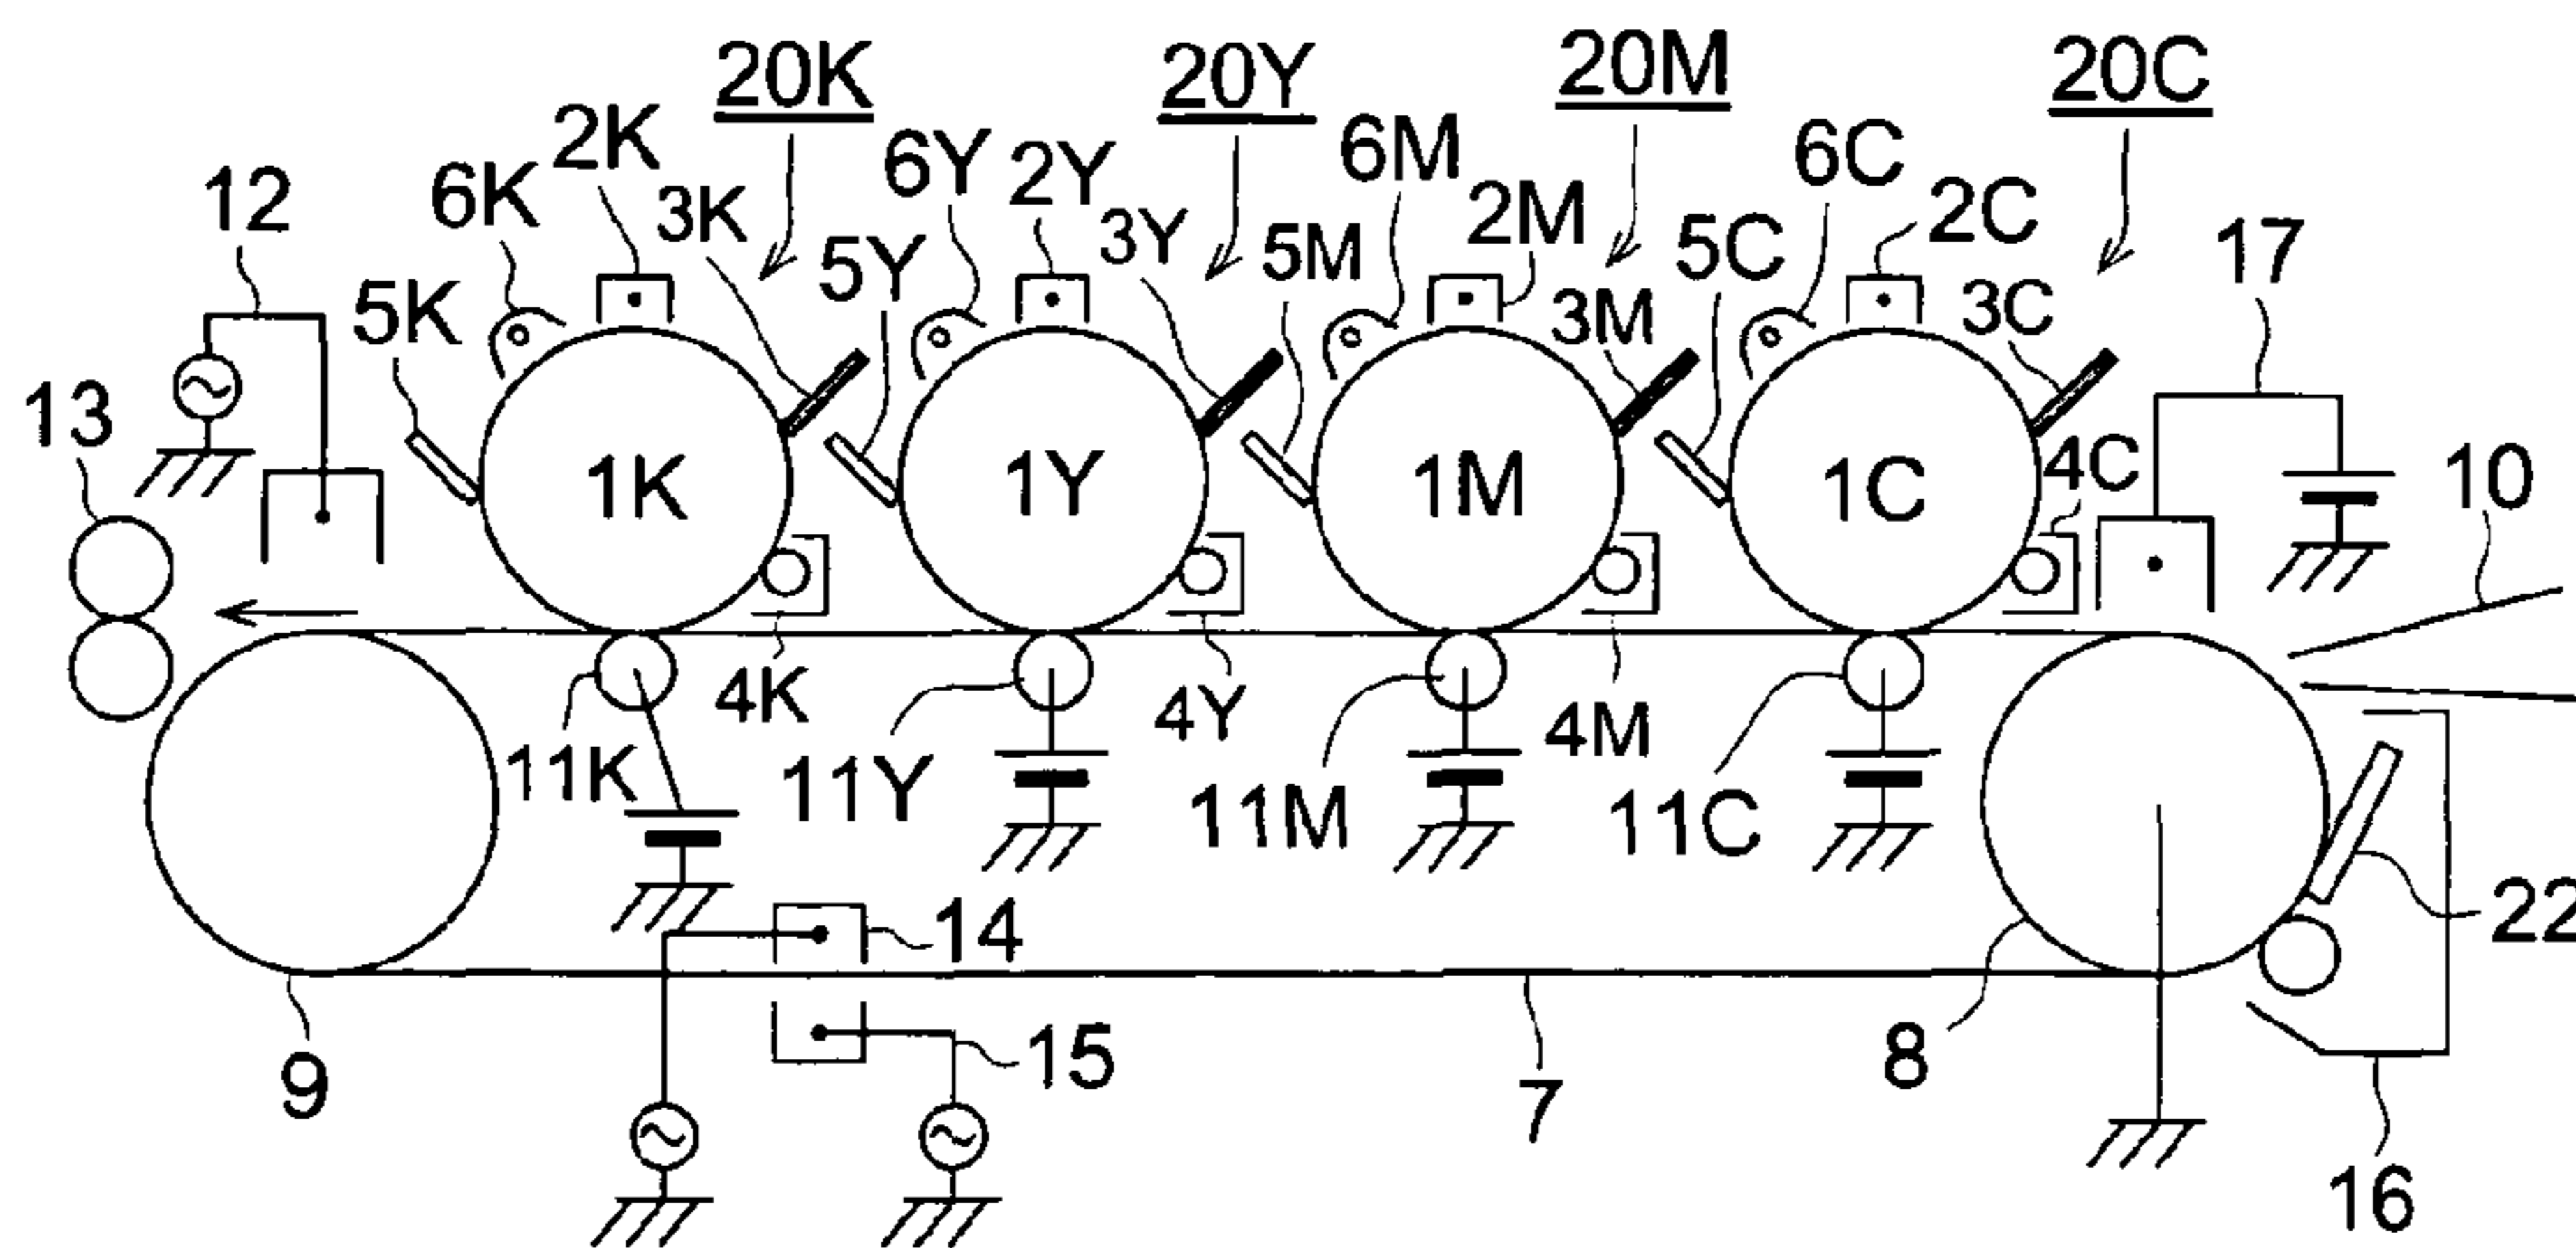 20K 20Y 20M 20C
2K 6Y 2Y 6M 6C
12 6K 3K 3Y 2M 2C
5K 5Y 5M 5C 17
13 3M 3C
1K 1Y 1M 1C 4C 10
4K 4Y 4M
11K 11Y 11M 11C
14 22
9 15 7 8
16